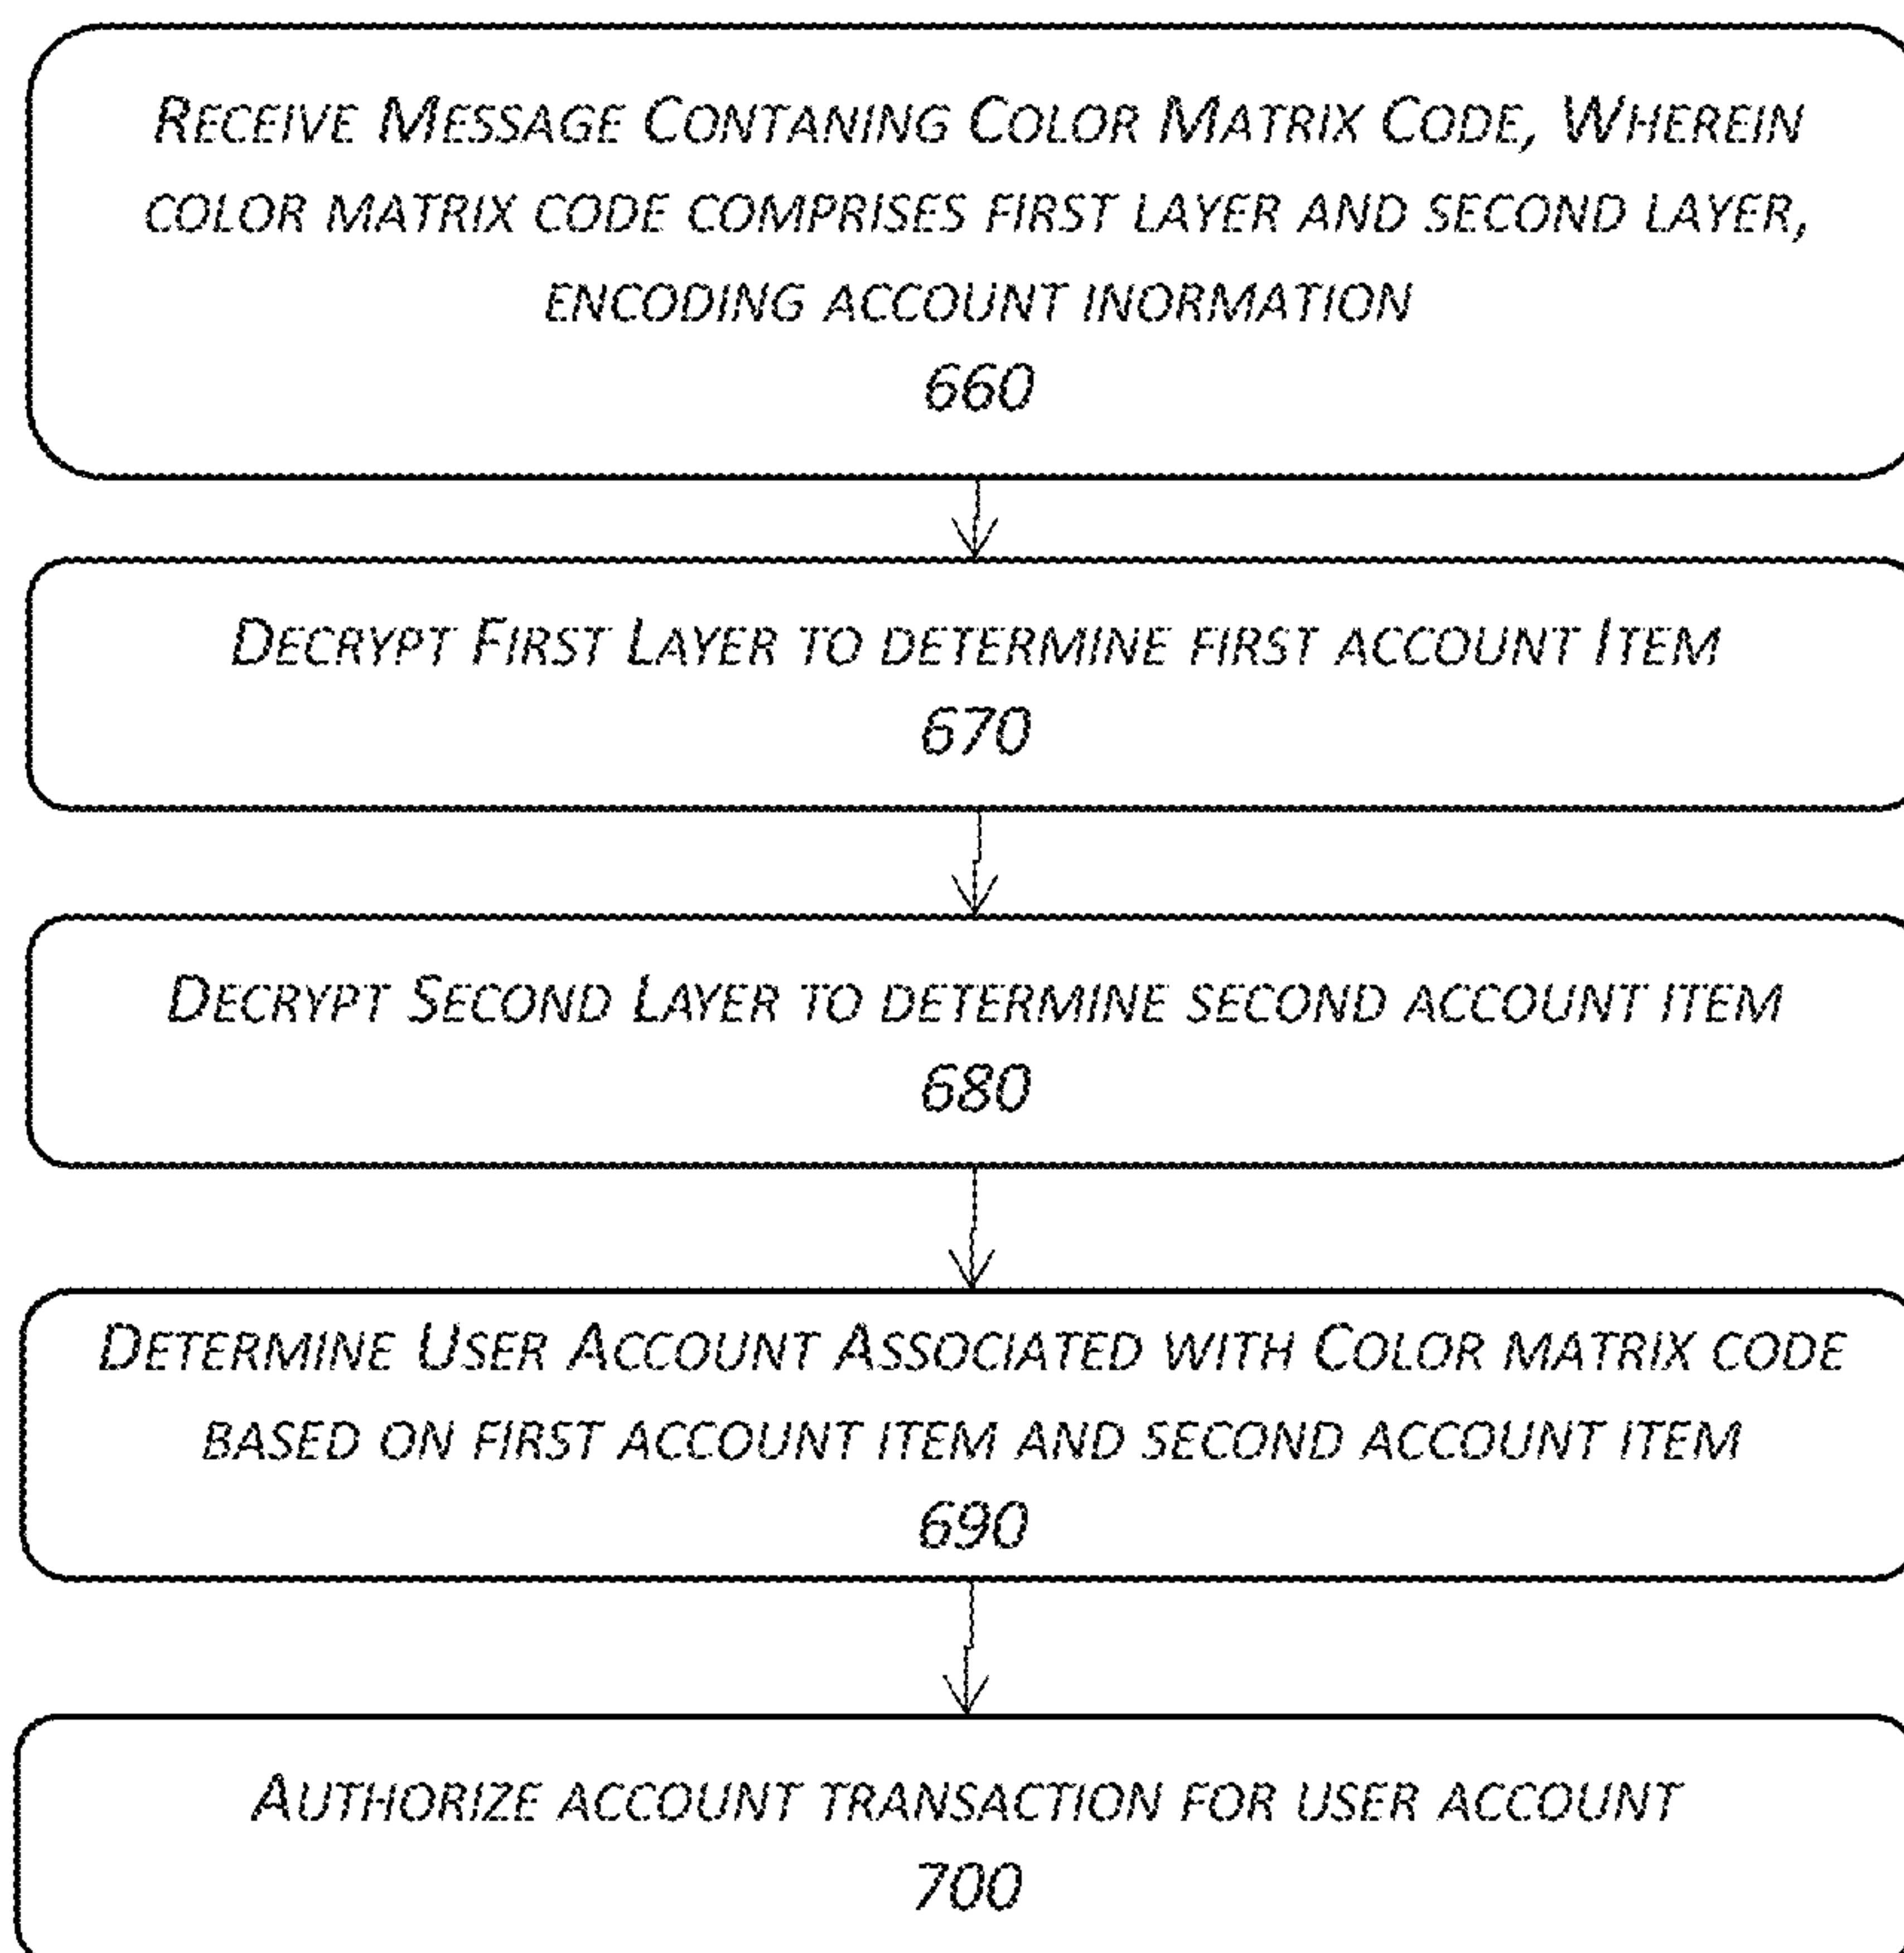 RECEIVE MESSAGE CONTANING COLOR MATRIX CODE, WHEREIN
COLOR MATRIX CODE COMPRISES FIRST LAYER AND SECOND LAYER,
ENCODING ACCOUNT INORMATION
660
DECRYPT FIRST LAYER TO DETERMINE FIRST ACCOUNT ITEM
670
DECRYPT SECOND LAYER TO DETERMINE SECOND ACCOUNT ITEM
680
DETERMINE USER ACCOUNT ASSOCIATED WITH COLOR MATRIX CODE
BASED ON FIRST ACCOUNT ITEM AND SECOND ACCOUNT ITEM
690
AUTHORIZE ACCOUNT TRANSACTION FOR USER ACCOUNT
700